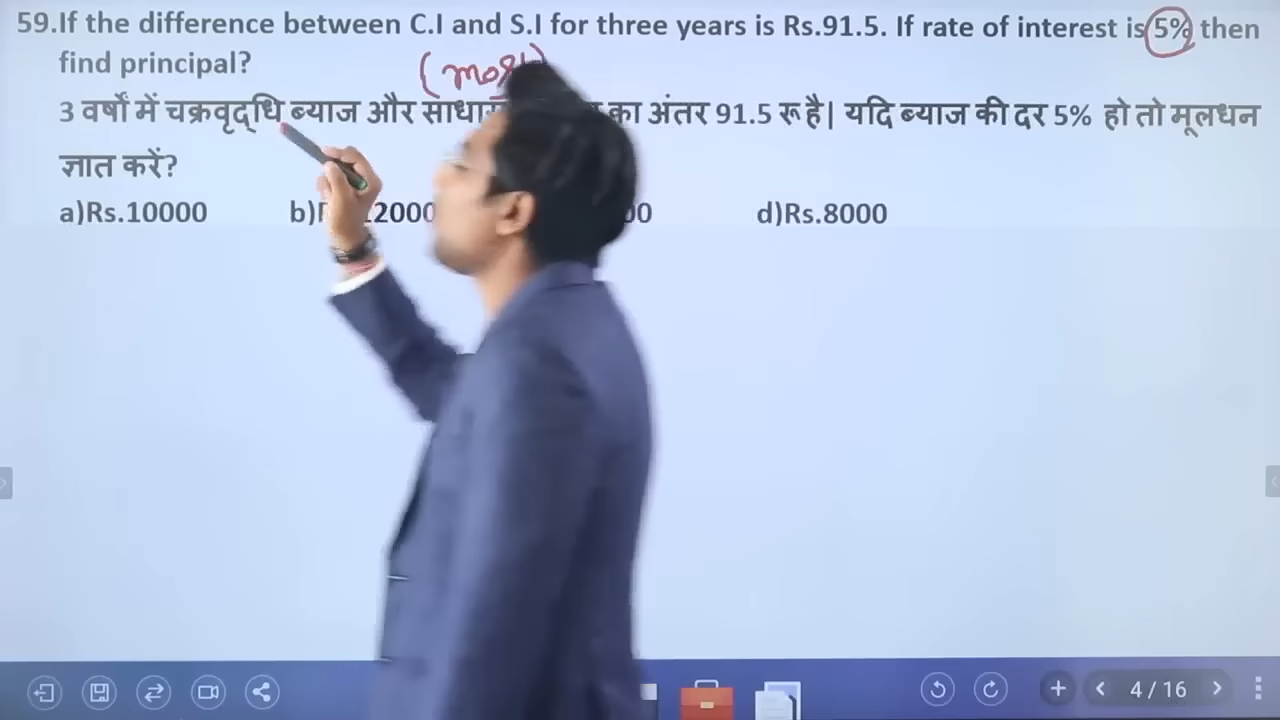 59.If the difference between C.I and S.I for three years is Rs.91.5. If rate of interest is 5% then
find principal?
3 वर्षों में चक्रवृद्धि ब्याज और का अंतर 91.5 रू है| यदि ब्याज की दर 5% हो तो मूलधन
ज्ञात करें?
a)Rs.10000 b) d)Rs.8000
4 / 16